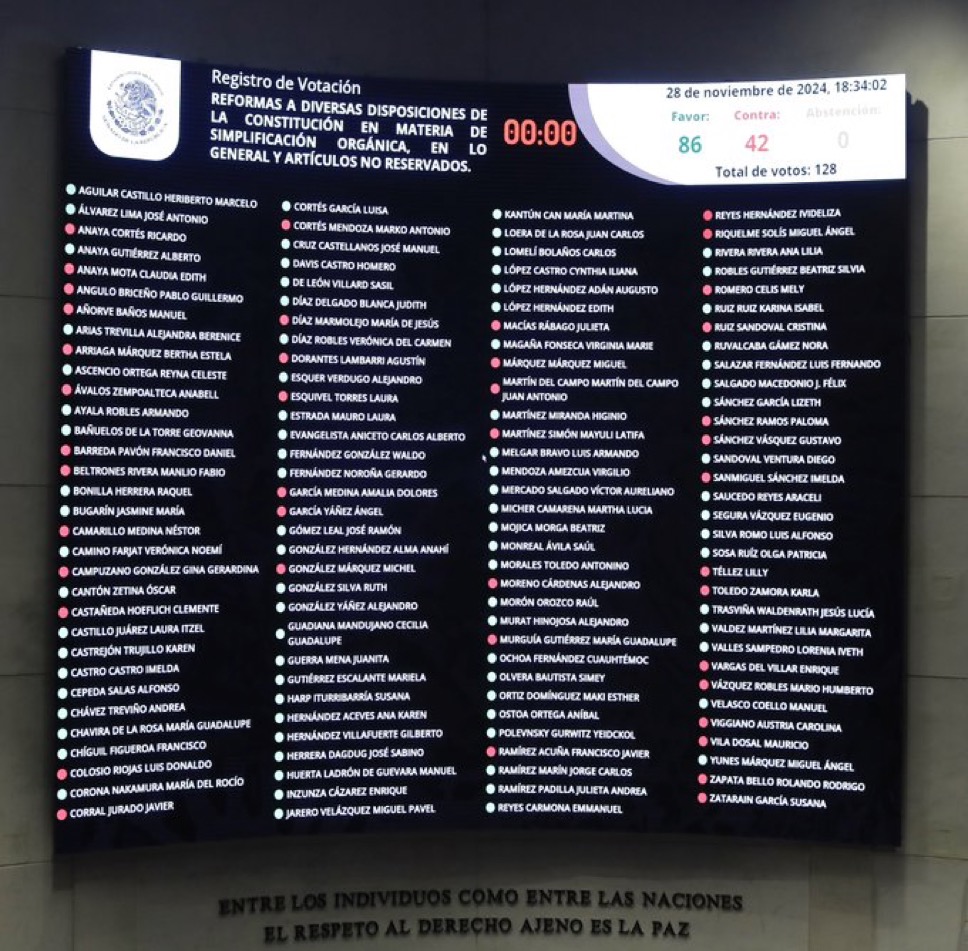 Registro de Votación
REFORMAS A DIVERSAS DISPOSICIONES DE
LA CONSTITUCIÓN EN MATERIA DE
SIMPLIFICACIÓN ORGÁNICA, EN LO
GENERAL Y ARTÍCULOS NO RESERVADOS.
00:00
28 de noviembre de 2024, 18:34:02
Favor: Contra: Abstención:
86 42 0
Total de votos: 128
AGUILAR CASTILLO HERIBERTO MARCELO
ÁLVAREZ LIMA JOSÉ ANTONIO
ANAYA CORTÉS RICARDO
ANAYA GUTIÉRREZ ALBERTO
ANAYA MOTA CLAUDIA EDITH
ANGULO BRICEÑO PABLO GUILLERMO
AÑORVE BAÑOS MANUEL
ARIAS TREVILLA ALEJANDRA BERENICE
ARRIAGA MÁRQUEZ BERTHA ESTELA
ASCENCIO ORTEGA REYNA CELESTE
ÁVALOS ZEMPOALTECA ANABELL
AYALA ROBLES ARMANDO
BAÑUELOS DE LA TORRE GEOVANNA
BARREDA PAVÓN FRANCISCO DANIEL
BELTRONES RIVERA MANLIO FABIO
BONILLA HERRERA RAQUEL
BUGARÍN JASMINE MARÍA
CAMARILLO MEDINA NÉSTOR
CAMINO FARJAT VERÓNICA NOEMÍ
CAMPUZANO GONZÁLEZ GINA GERARDINA
CANTÓN ZETINA ÓSCAR
CASTAÑEDA HOEFLICH CLEMENTE
CASTILLO JUÁREZ LAURA ITZEL
CASTREJÓN TRUJILLO KAREN
CASTRO CASTRO IMELDA
CEPEDA SALAS ALFONSO
CHÁVEZ TREVIÑO ANDREA
CHAVIRA DE LA ROSA MARÍA GUADALUPE
CHÍGUIL FIGUEROA FRANCISCO
COLOSIO RIOJAS LUIS DONALDO
CORONA NAKAMURA MARÍA DEL ROCÍO
CORRAL JURADO JAVIER
CORTÉS GARCÍA LUISA
CORTÉS MENDOZA MARKO ANTONIO
CRUZ CASTELLANOS JOSÉ MANUEL
DAVIS CASTRO HOMERO
DE LEÓN VILLARD SASIL
DÍAZ DELGADO BLANCA JUDITH
DÍAZ MARMOLEJO MARÍA DE JESÚS
DÍAZ ROBLES VERÓNICA DEL CARMEN
DORANTES LAMBARRI AGUSTÍN
ESQUER VERDUGO ALEJANDRO
ESQUIVEL TORRES LAURA
ESTRADA MAURO LAURA
EVANGELISTA ANICETO CARLOS ALBERTO
FERNÁNDEZ GONZÁLEZ WALDO
FERNÁNDEZ NOROÑA GERARDO
GARCÍA MEDINA AMALIA DOLORES
GARCÍA YÁÑEZ ÁNGEL
GÓMEZ LEAL JOSÉ RAMÓN
GONZÁLEZ HERNÁNDEZ ALMA ANAHÍ
GONZÁLEZ MÁRQUEZ MICHEL
GONZÁLEZ SILVA RUTH
GONZÁLEZ YÁÑEZ ALEJANDRO
GUADIANA MANDUJANO CECILIA
GUADALUPE
GUERRA MENA JUANITA
GUTIÉRREZ ESCALANTE MARIELA
HARP ITURRIBARRÍA SUSANA
HERNÁNDEZ ACEVES ANA KAREN
HERNÁNDEZ VILLAFUERTE GILBERTO
HERRERA DAGDUG JOSÉ SABINO
HUERTA LADRÓN DE GUEVARA MANUEL
INZUNZA CÁZAREZ ENRIQUE
JARERO VELÁZQUEZ MIGUEL PAVEL
KANTÚN CAN MARÍA MARTINA
LOERA DE LA ROSA JUAN CARLOS
LOMELÍ BOLAÑOS CARLOS
LÓPEZ CASTRO CYNTHIA ILIANA
LÓPEZ HERNÁNDEZ ADÁN AUGUSTO
LÓPEZ HERNÁNDEZ EDITH
MACÍAS RÁBAGO JULIETA
MAGAÑA FONSECA VIRGINIA MARIE
MÁRQUEZ MÁRQUEZ MIGUEL
MARTÍN DEL CAMPO MARTÍN DEL CAMPO
JUAN ANTONIO
MARTÍNEZ MIRANDA HIGINIO
MARTÍNEZ SIMÓN MAYULI LATIFA
MELGAR BRAVO LUIS ARMANDO
MENDOZA AMEZCUA VIRGILIO
MERCADO SALGADO VÍCTOR AURELIANO
MICHER CAMARENA MARTHA LUCIA
MOJICA MORGA BEATRIZ
MONREAL ÁVILA SAÚL
MORALES TOLEDO ANTONINO
MORENO CÁRDENAS ALEJANDRO
MORÓN OROZCO RAÚL
MURAT HINOJOSA ALEJANDRO
MURGUÍA GUTIÉRREZ MARÍA GUADALUPE
OCHOA FERNÁNDEZ CUAUHTÉMOC
OLVERA BAUTISTA SIMEY
ORTIZ DOMÍNGUEZ MAKI ESTHER
OSTOA ORTEGA ANÍBAL
POLEVNSKY GURWITZ YEIDCKOL
RAMÍREZ ACUÑA FRANCISCO JAVIER
RAMÍREZ MARÍN JORGE CARLOS
RAMÍREZ PADILLA JULIETA ANDREA
REYES CARMONA EMMANUEL
REYES HERNÁNDEZ IVIDELIZA
RIQUELME SOLÍS MIGUEL ÁNGEL
RIVERA RIVERA ANA LILIA
ROBLES GUTIÉRREZ BEATRIZ SILVIA
ROMERO CELIS MELY
RUIZ RUIZ KARINA ISABEL
RUIZ SANDOVAL CRISTINA
RUVALCABA GÁMEZ NORA
SALAZAR FERNÁNDEZ LUIS FERNANDO
SALGADO MACEDONIO J. FÉLIX
SÁNCHEZ GARCÍA LIZETH
SÁNCHEZ RAMOS PALOMA
SÁNCHEZ VÁSQUEZ GUSTAVO
SANDOVAL VENTURA DIEGO
SANMIGUEL SÁNCHEZ IMELDA
SAUCEDO REYES ARACELI
SEGURA VÁZQUEZ EUGENIO
SILVA ROMO LUIS ALFONSO
SOSA RUÍZ OLGA PATRICIA
TÉLLEZ LILLY
TOLEDO ZAMORA KARLA
TRASVIÑA WALDENRATH JESÚS LUCÍA
VALDEZ MARTÍNEZ LILIA MARGARITA
VALLES SAMPEDRO LORENIA IVETH
VARGAS DEL VILLAR ENRIQUE
VÁZQUEZ ROBLES MARIO HUMBERTO
VELASCO COELLO MANUEL
VIGGIANO AUSTRIA CAROLINA
VILA DOSAL MAURICIO
YUNES MÁRQUEZ MIGUEL ÁNGEL
ZAPATA BELLO ROLANDO RODRIGO
ZATARAIN GARCÍA SUSANA
ENTRE LOS INDIVIDUOS COMO ENTRE LAS NACIONES
EL RESPETO AL DERECHO AJENO ES LA PAZ